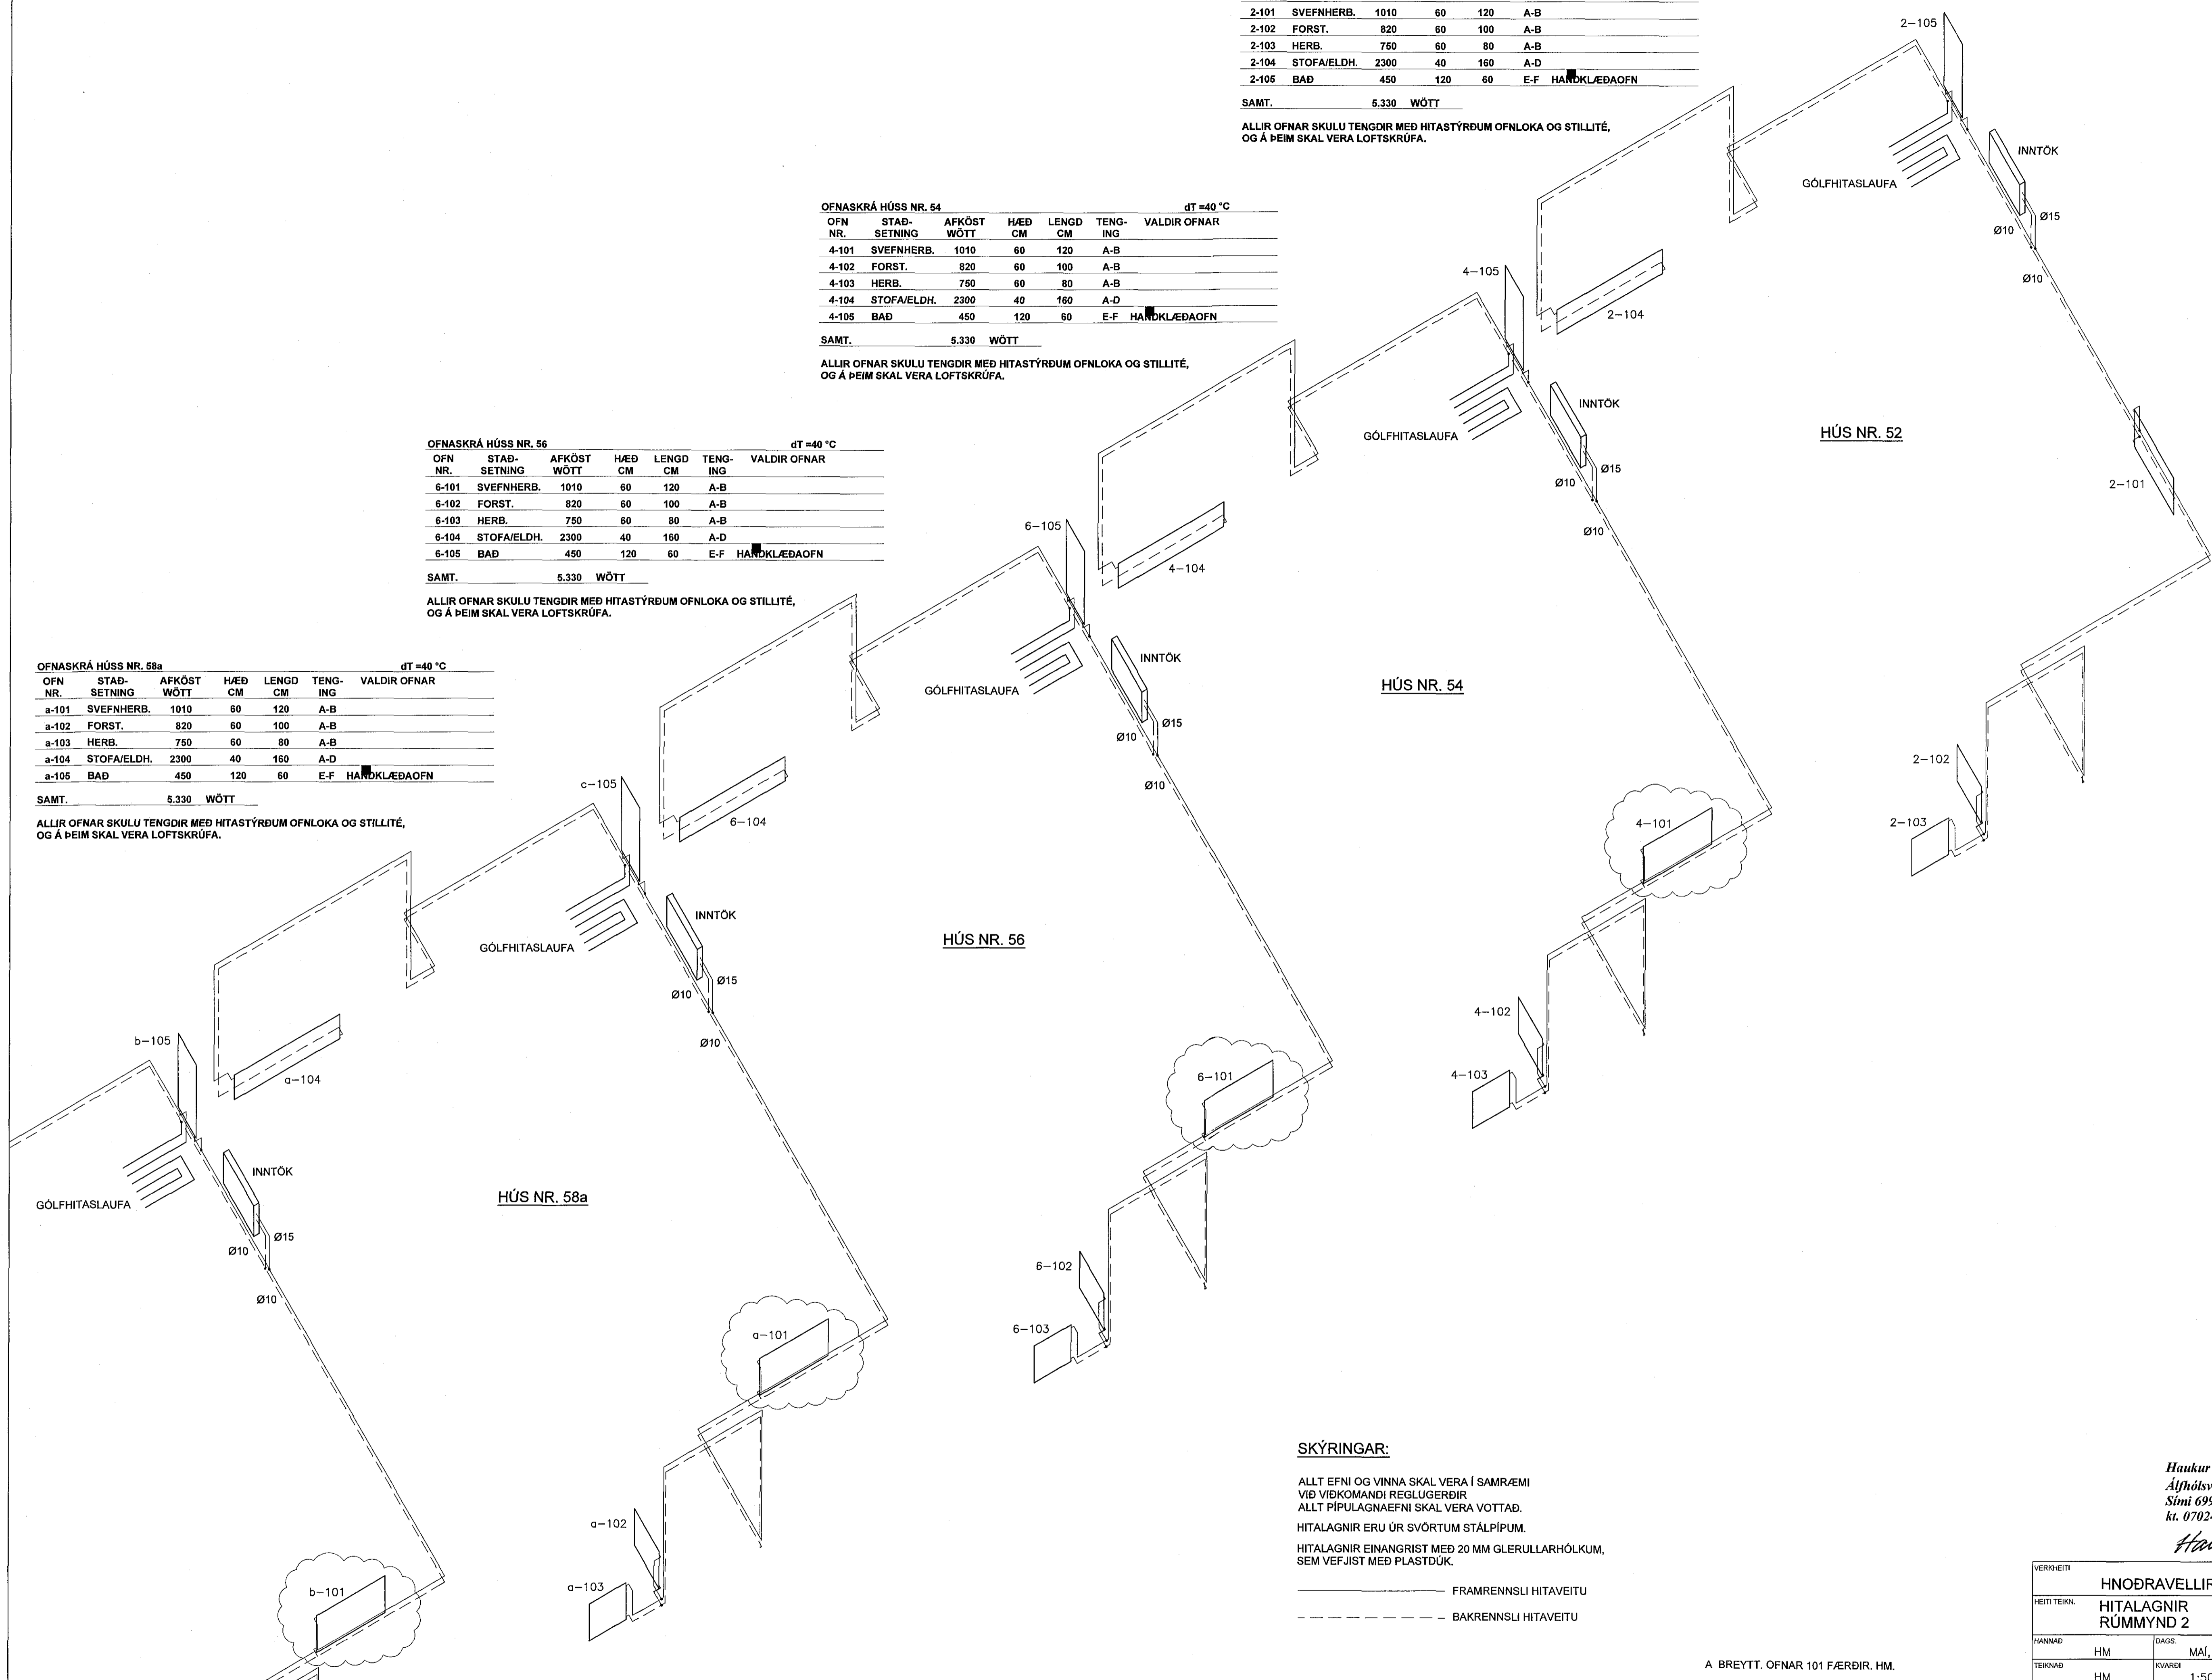 2-101 SVEFNHERB. 1010 60 120 A-B
2-102 FORST. 820 60 100 A-B
2-103 HERB. 750 60 80 A-B
2-104 STOFA/ELDH. 2300 40 160 A-D
2-105 BAÐ 450 120 60 E-F HANDKLÆÐAOFN
SAMT. 5.330 WÖTT
ALLIR OFNAR SKULU TENGDIR MEÐ HITASTÝRÐUM OFNLOKA OG STILLITÉ,
OG Á ÞEIM SKAL VERA LOFTSKRÚFA.
OFNASKRÁ HÚSS NR. 54 dT =40 °C
OFN STAÐ- AFKÖST HÆÐ LENGD TENG- VALDIR OFNAR
NR. SETNING WÖTT CM CM ING
4-101 SVEFNHERB. 1010 60 120 A-B
4-102 FORST. 820 60 100 A-B
4-103 HERB. 750 60 80 A-B
4-104 STOFA/ELDH. 2300 40 160 A-D
4-105 BAÐ 450 120 60 E-F HANDKLÆÐAOFN
SAMT. 5.330 WÖTT
ALLIR OFNAR SKULU TENGDIR MEÐ HITASTÝRÐUM OFNLOKA OG STILLITÉ,
OG Á ÞEIM SKAL VERA LOFTSKRÚFA.
OFNASKRÁ HÚSS NR. 56 dT =40 °C
OFN STAÐ- AFKÖST HÆÐ LENGD TENG- VALDIR OFNAR
NR. SETNING WÖTT CM CM ING
6-101 SVEFNHERB. 1010 60 120 A-B
6-102 FORST. 820 60 100 A-B
6-103 HERB. 750 60 80 A-B
6-104 STOFA/ELDH. 2300 40 160 A-D
6-105 BAÐ 450 120 60 E-F HANDKLÆÐAOFN
SAMT. 5.330 WÖTT
ALLIR OFNAR SKULU TENGDIR MEÐ HITASTÝRÐUM OFNLOKA OG STILLITÉ,
OG Á ÞEIM SKAL VERA LOFTSKRÚFA.
OFNASKRÁ HÚSS NR. 58a dT =40 °C
OFN STAÐ- AFKÖST HÆÐ LENGD TENG- VALDIR OFNAR
NR. SETNING WÖTT CM CM ING
a-101 SVEFNHERB. 1010 60 120 A-B
a-102 FORST. 820 60 100 A-B
a-103 HERB. 750 60 80 A-B
a-104 STOFA/ELDH. 2300 40 160 A-D
a-105 BAÐ 450 120 60 E-F HANDKLÆÐAOFN
SAMT. 5.330 WÖTT
ALLIR OFNAR SKULU TENGDIR MEÐ HITASTÝRÐUM OFNLOKA OG STILLITÉ,
OG Á ÞEIM SKAL VERA LOFTSKRÚFA.
2-105
INNTÖK
GÓLFHITASLAUFA
Ø15
Ø10
Ø10
2-104
HÚS NR. 52
2-101
2-102
2-103
4-105
INNTÖK
GÓLFHITASLAUFA
Ø15
Ø10
Ø10
4-104
HÚS NR. 54
4-101
4-102
4-103
6-105
INNTÖK
GÓLFHITASLAUFA
Ø15
Ø10
Ø10
6-104
HÚS NR. 56
6-101
6-102
6-103
c-105
INNTÖK
GÓLFHITASLAUFA
Ø15
Ø10
Ø10
a-104
HÚS NR. 58a
a-101
a-102
a-103
b-105
INNTÖK
GÓLFHITASLAUFA
Ø15
Ø10
Ø10
b-101
SKÝRINGAR:
ALLT EFNI OG VINNA SKAL VERA Í SAMRÆMI
VIÐ VIÐKOMANDI REGLUGERÐIR
ALLT PÍPULAGNAEFNI SKAL VERA VOTTAÐ.
HITALAGNIR ERU ÚR SVÖRTUM STÁLPÍPUM.
HITALAGNIR EINANGRIST MEÐ 20 MM GLERULLARHÓLKUM,
SEM VEFJIST MEÐ PLASTDÚK.
FRAMRENNSLI HITAVEITU
BAKRENNSLI HITAVEITU
A BREYTT. OFNAR 101 FÆRÐIR. HM.
Haukur
Álfhólsv
Sími 699
kt. 0702
VERKHEITI
HNOÐRAVELLIR
HEITI TEIKN.
HITALAGNIR
RÚMMYND 2
HANNAÐ HM DAGS. MAÍ,
TEIKNAÐ HM KVARÐI 1:50